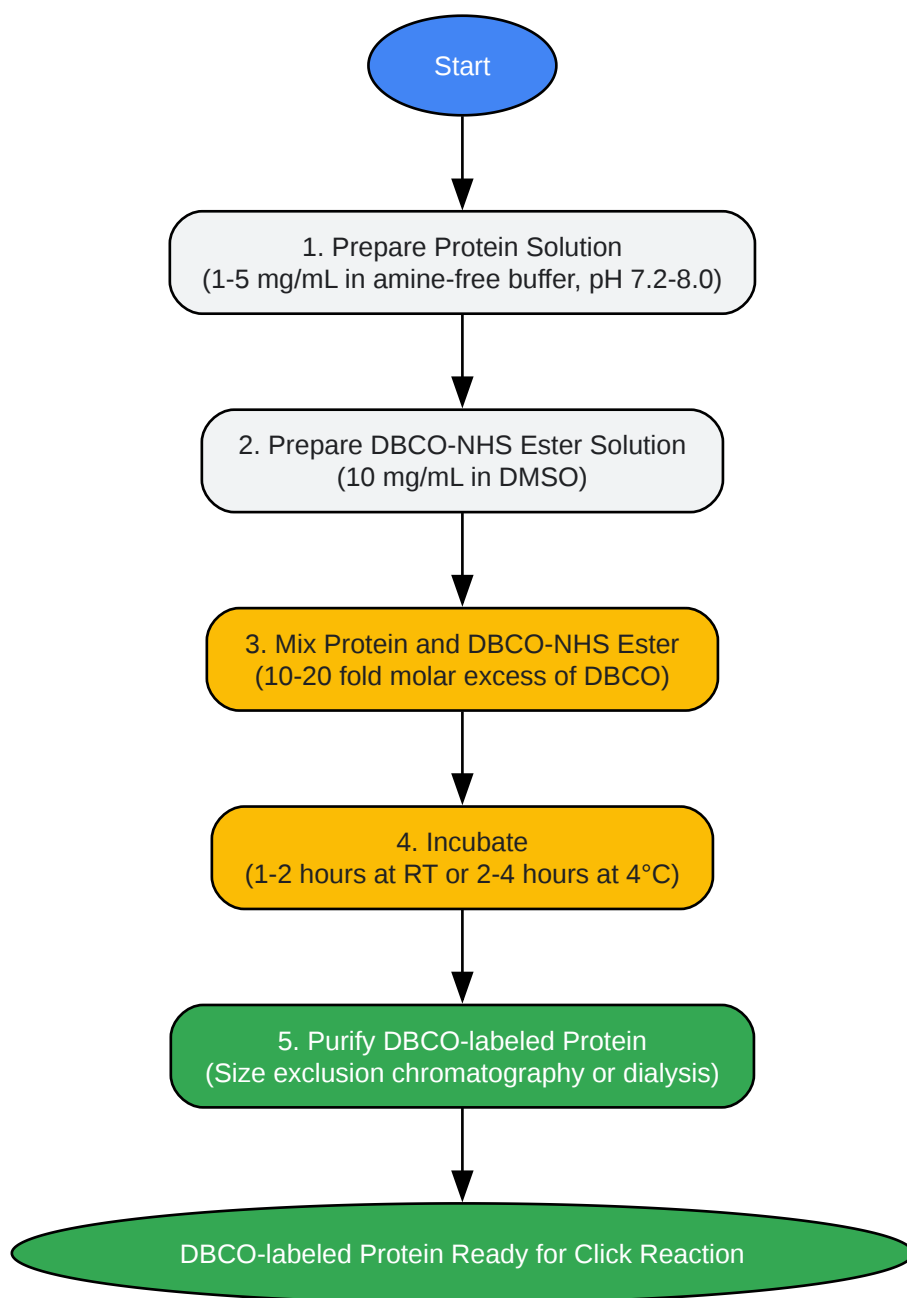 Start
1. Prepare Protein Solution
(1-5 mg/mL in amine-free buffer, pH 7.2-8.0)
2. Prepare DBCO-NHS Ester Solution
(10 mg/mL in DMSO)
3. Mix Protein and DBCO-NHS Ester
(10-20 fold molar excess of DBCO)
4. Incubate
(1-2 hours at RT or 2-4 hours at 4°C)
5. Purify DBCO-labeled Protein
(Size exclusion chromatography or dialysis)
DBCO-labeled Protein Ready for Click Reaction